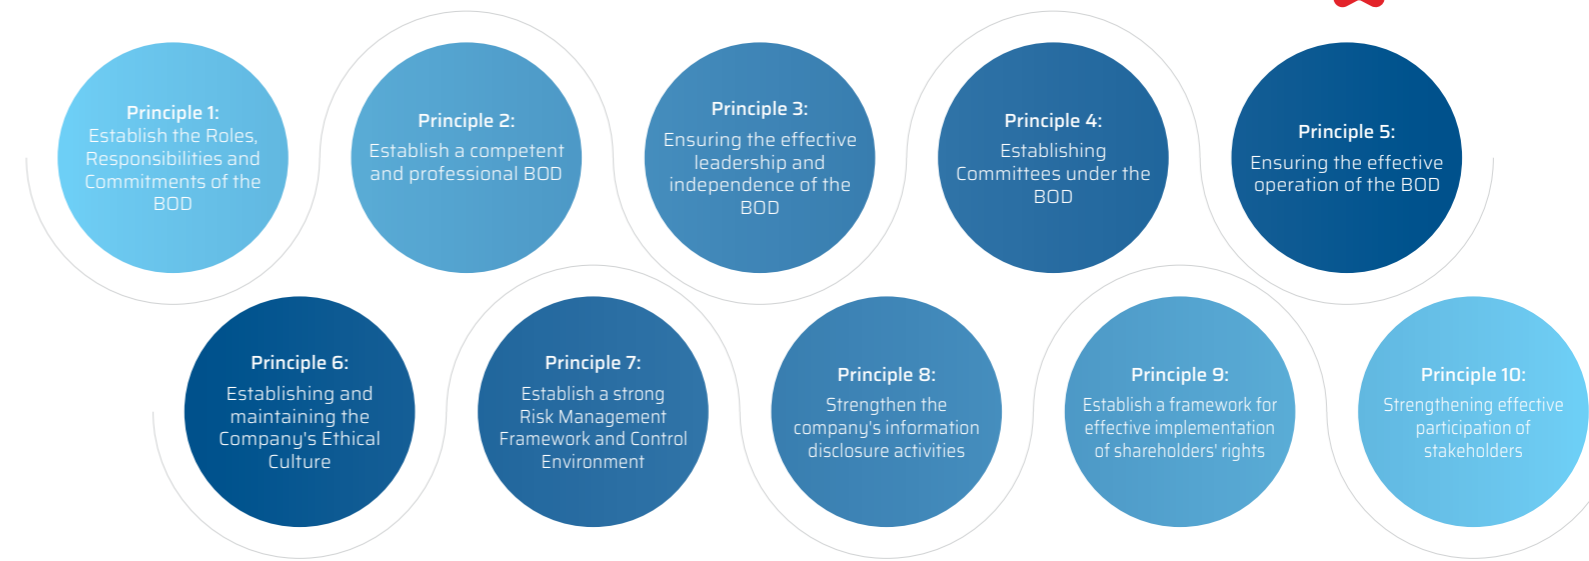 Principle 1:
Establish the Roles,
Responsibilities and
Commitments of the
BOD
Principle 2:
Establish a competent
and professional BOD
Principle 3:
Ensuring the effective
leadership and
independence of the
BOD
Principle 4:
Establishing
Committees under the
BOD
Principle 5:
Ensuring the effective
operation of the BOD
Principle 6:
Establishing and
maintaining the
Company's Ethical
Culture
Principle 7:
Establish a strong
Risk Management
Framework and Control
Environment
Principle 8:
Strengthen the
company's information
disclosure activities
Principle 9:
Establish a framework for
effective implementation
of shareholders' rights
Principle 10:
Strengthening effective
participation of
stakeholders